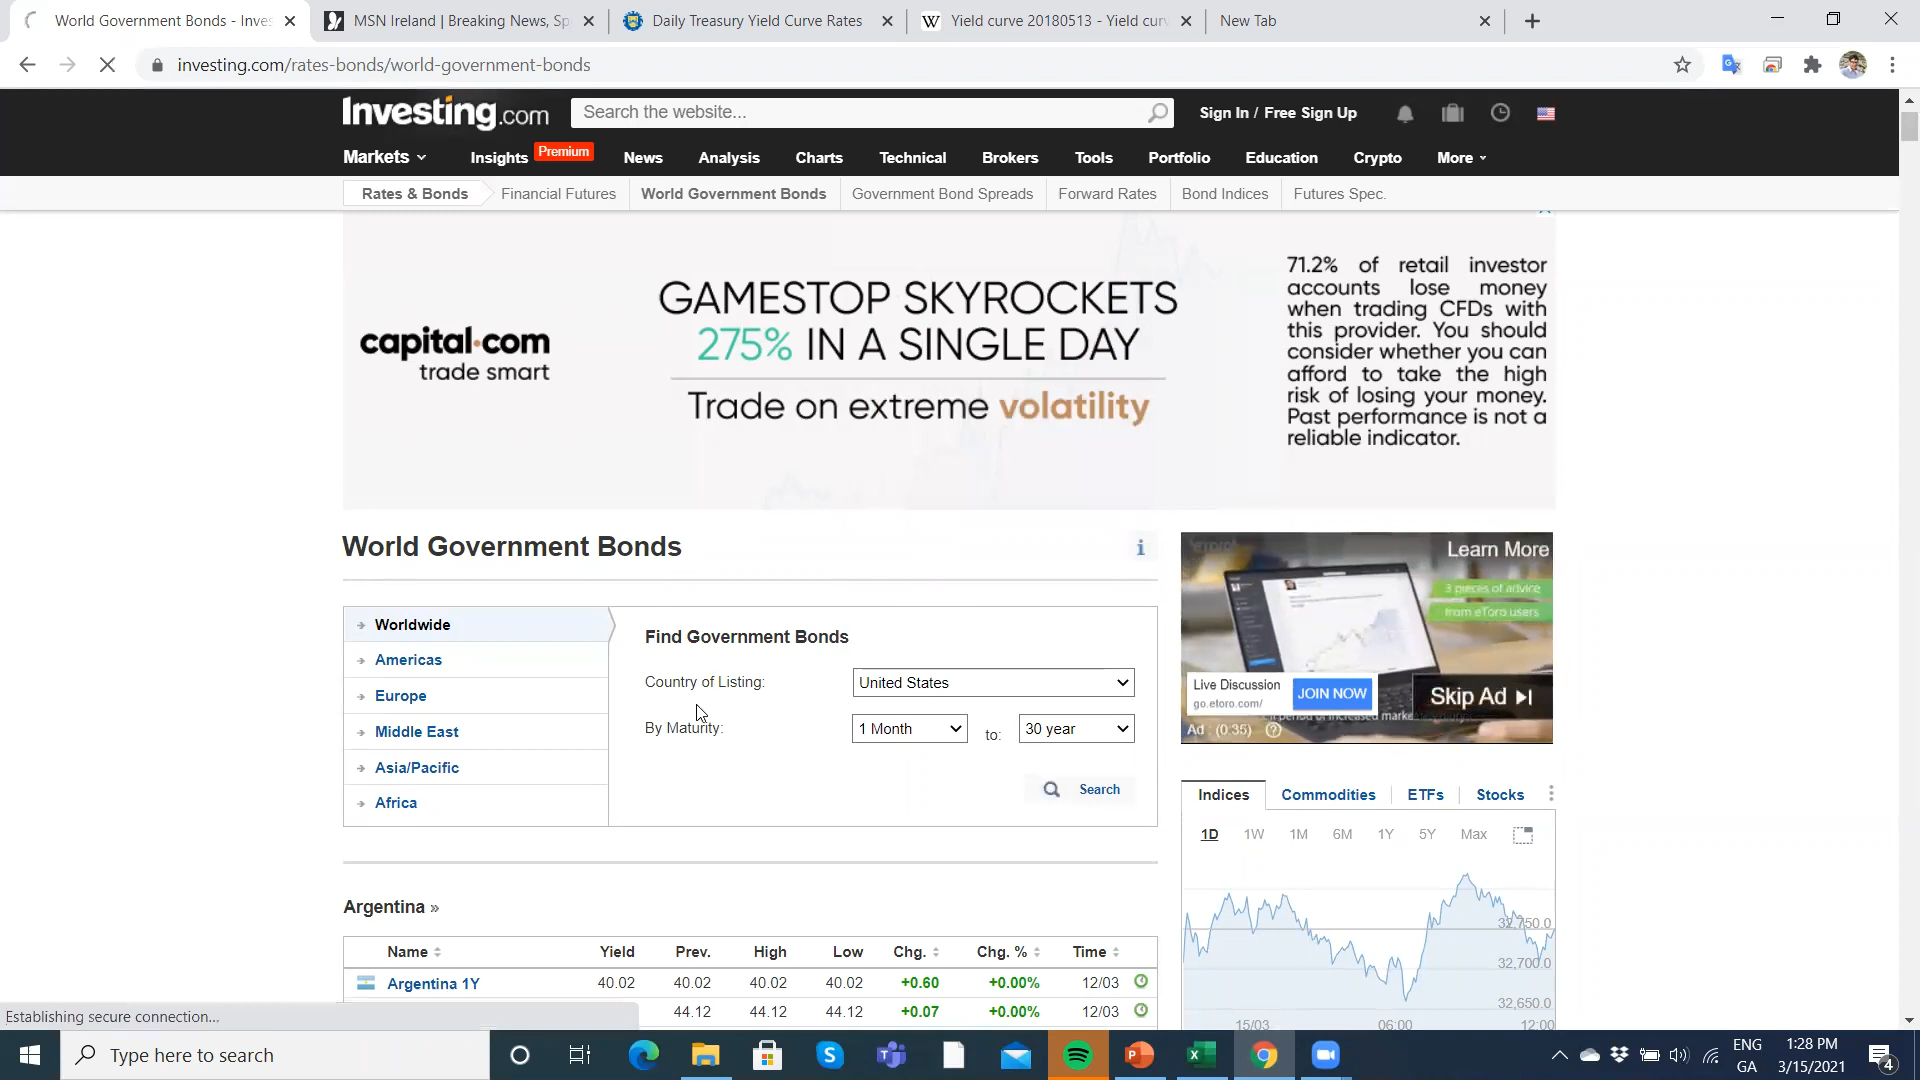 World Government Bonds - Inves
MSN Ireland | Breaking News, Sp
Daily Treasury Yield Curve Rates
Yield curve 20180513 - Yield curv
New Tab
investing.com/rates-bonds/world-government-bonds
Investing.com
Search the website...
Sign In / Free Sign Up
Markets
Insights
Premium
News
Analysis
Charts
Technical
Brokers
Tools
Portfolio
Education
Crypto
More
Rates & Bonds
Financial Futures
World Government Bonds
Government Bond Spreads
Forward Rates
Bond Indices
Futures Spec.
capital.com
trade smart
GAMESTOP SKYROCKETS
275% IN A SINGLE DAY
Trade on extreme volatility
71.2% of retail investor
accounts lose money
when trading CFDs with
this provider. You should
consider whether you can
afford to take the high
risk of losing your money.
Past performance is not a
reliable indicator.
World Government Bonds
Worldwide
Americas
Europe
Middle East
Asia/Pacific
Africa
Find Government Bonds
Country of Listing:
United States
By Maturity:
1 Month
to:
30 year
Search
Learn More
3 pieces of advice
from eToro users
Live Discussion
go.etoro.com/
JOIN NOW
Skip Ad
Ad : (0:35)
Indices
Commodities
ETFs
Stocks
1D 1W 1M 6M 1Y 5Y Max
32,750.0
32,700.0
32,650.0
15/03 06:00 12:00
Argentina »
Name Yield Prev. High Low Chg. Chg. % Time
Argentina 1Y 40.02 40.02 40.02 40.02 +0.60 +0.00% 12/03
44.12 44.12 44.12 +0.07 +0.00% 12/03
Establishing secure connection...
Type here to search
ENG
GA
1:28 PM
3/15/2021
4